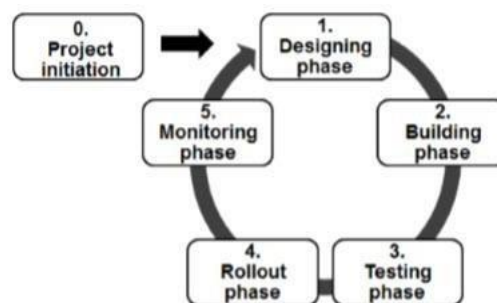 0.
Project
initiation
1.
Designing
phase
2.
Building
phase
3.
Testing
phase
4.
Rollout
phase
5.
Monitoring
phase